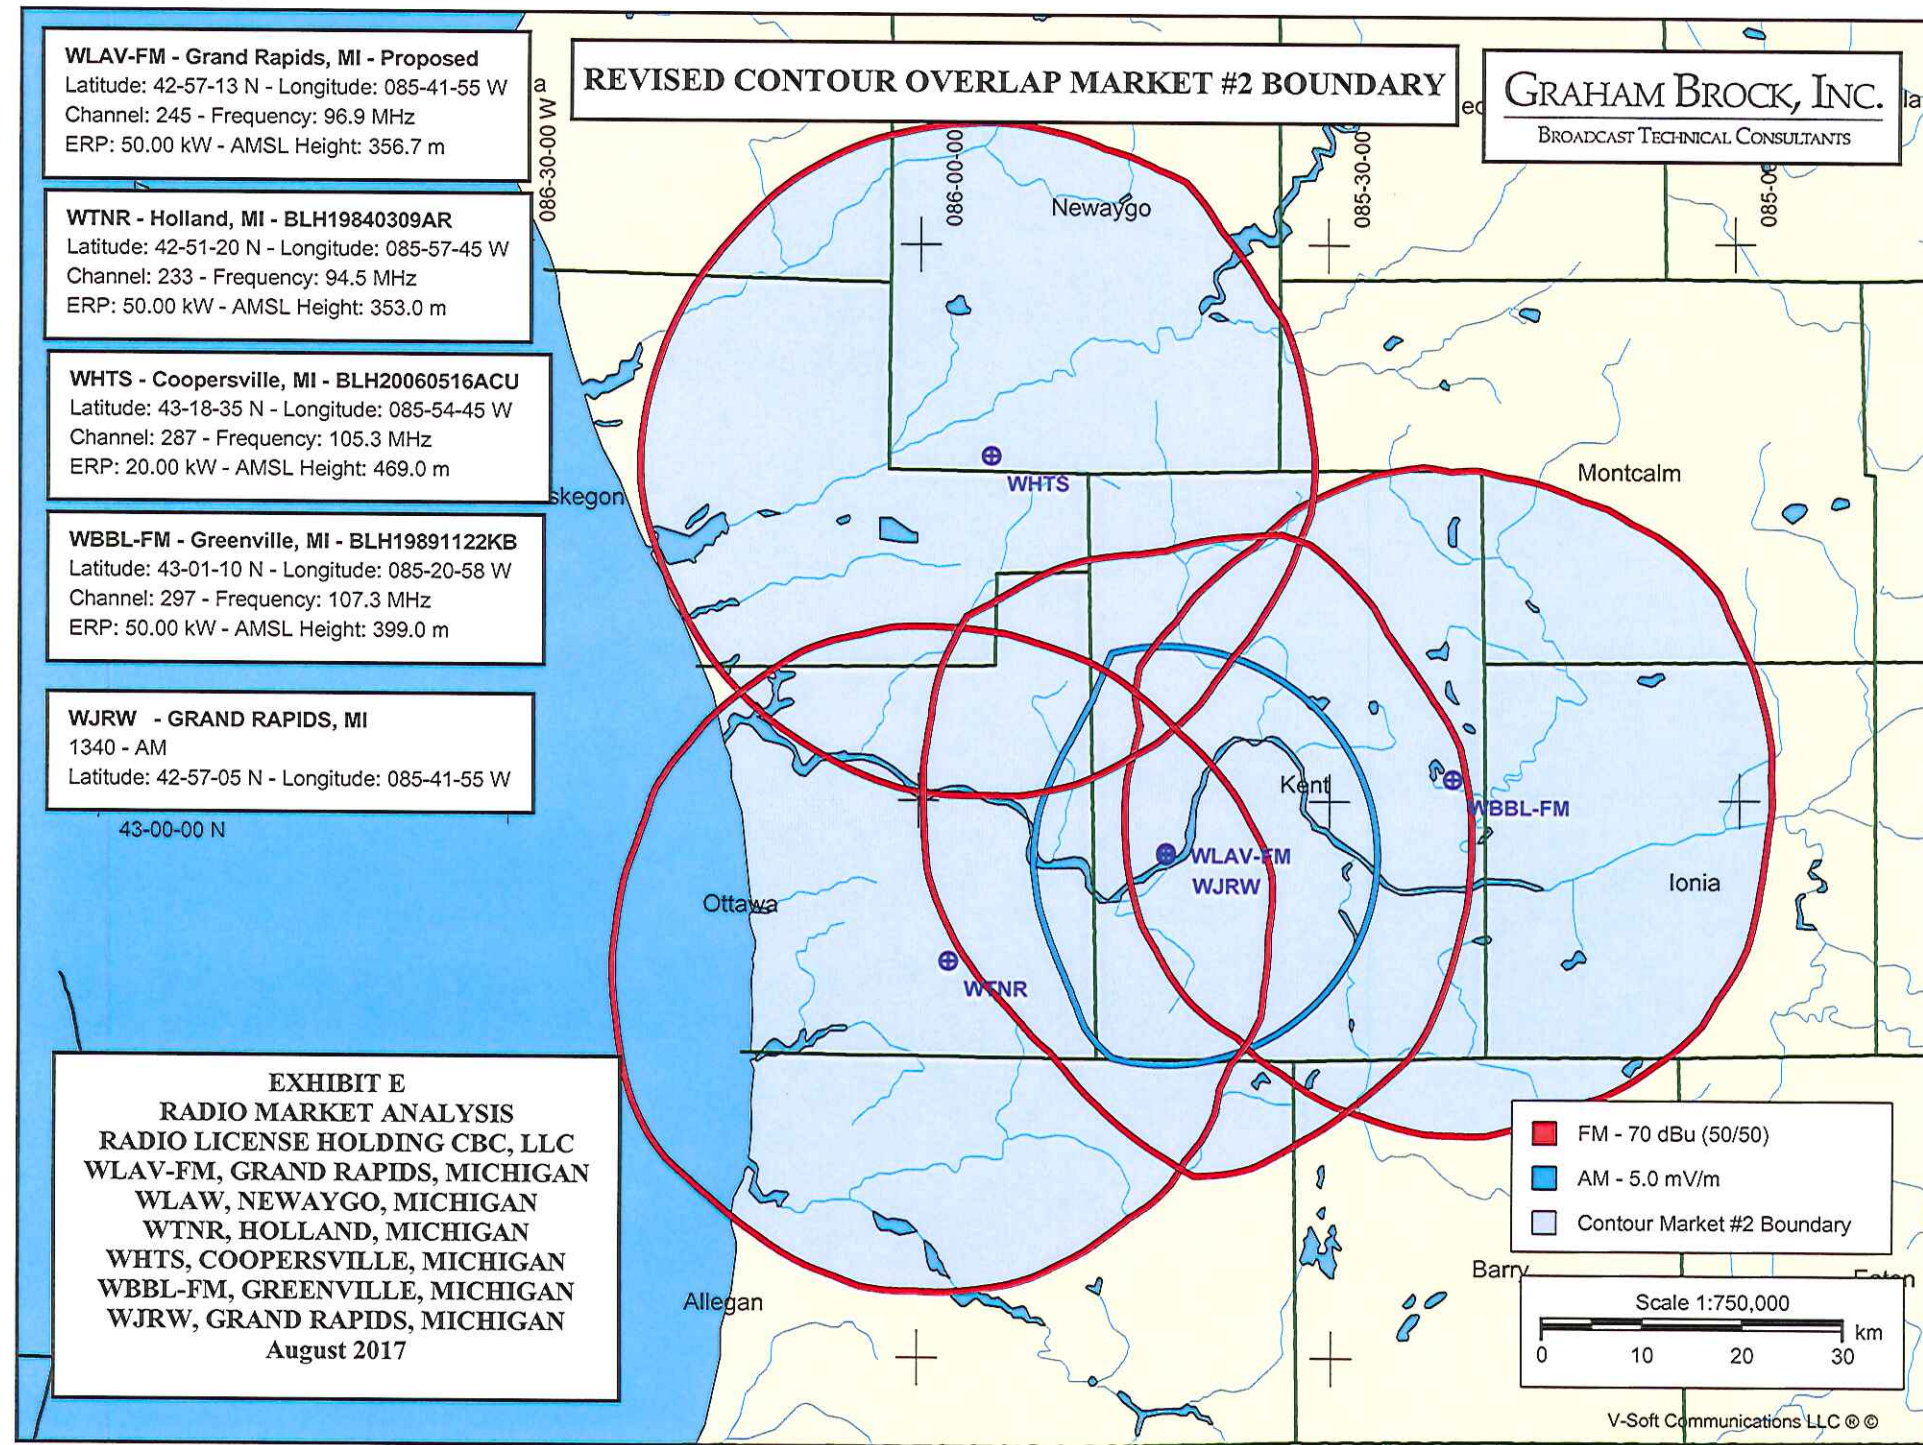 WLAV-FM - Grand Rapids, MI - Proposed
Latitude: 42-57-13 N - Longitude: 085-41-55 W
Channel: 245 - Frequency: 96.9 MHz
ERP: 50.00 kW - AMSL Height: 356.7 m
WTNR - Holland, MI - BLH19840309AR
Latitude: 42-51-20 N - Longitude: 085-57-45 W
Channel: 233 - Frequency: 94.5 MHz
ERP: 50.00 kW - AMSL Height: 353.0 m
WHTS - Coopersville, MI - BLH20060516ACU
Latitude: 43-18-35 N - Longitude: 085-54-45 W
Channel: 287 - Frequency: 105.3 MHz
ERP: 20.00 kW - AMSL Height: 469.0 m
WBBL-FM - Greenville, MI - BLH19891122KB
Latitude: 43-01-10 N - Longitude: 085-20-58 W
Channel: 297 - Frequency: 107.3 MHz
ERP: 50.00 kW - AMSL Height: 399.0 m
WJRW - GRAND RAPIDS, MI
1340 - AM
Latitude: 42-57-05 N - Longitude: 085-41-55 W
43-00-00 N
REVISED CONTOUR OVERLAP MARKET #2 BOUNDARY
GRAHAM BROCK, INC.
BROADCAST TECHNICAL CONSULTANTS
a
ec
la
086-30-00 W
086-00-00
085-30-00
085-0
Newaygo
WHTS
skegon
Montcalm
Kent
WBBL-FM
WLAV-FM
WJRW
Ionia
Ottawa
WTNR
Allegan
Barry
EXHIBIT E
RADIO MARKET ANALYSIS
RADIO LICENSE HOLDING CBC, LLC
WLAV-FM, GRAND RAPIDS, MICHIGAN
WLAW, NEWAYGO, MICHIGAN
WTNR, HOLLAND, MICHIGAN
WHTS, COOPERSVILLE, MICHIGAN
WBBL-FM, GREENVILLE, MICHIGAN
WJRW, GRAND RAPIDS, MICHIGAN
August 2017
FM - 70 dBu (50/50)
AM - 5.0 mV/m
Contour Market #2 Boundary
Scale 1:750,000
km
0 10 20 30
V-Soft Communications LLC ® ©